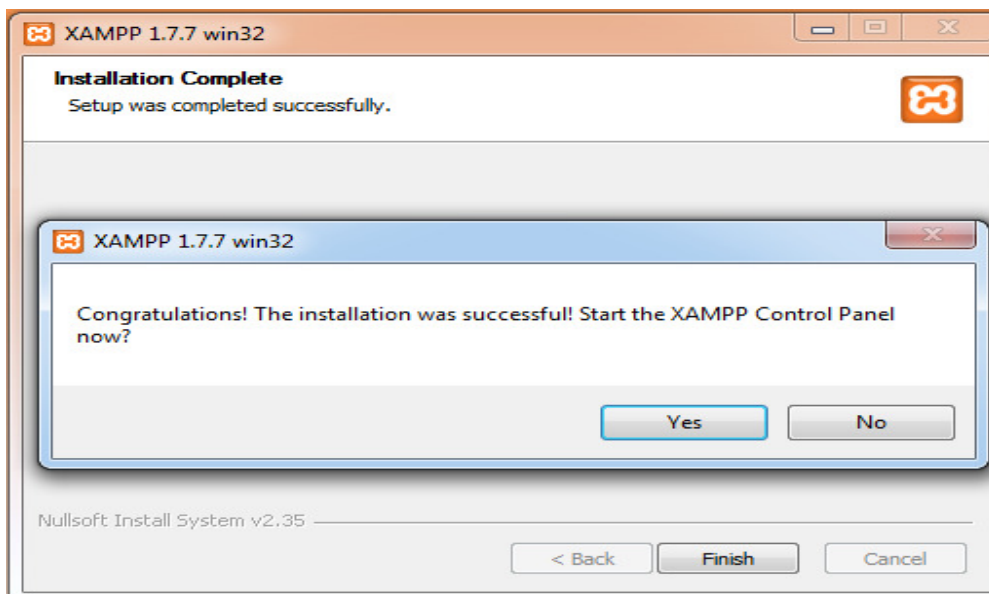 XAMPP 1.7.7 win32
Installation Complete
Setup was completed successfully.
XAMPP 1.7.7 win32
Congratulations! The installation was successful! Start the XAMPP Control Panel
now?
Yes No
Nullsoft Install System v2.35
< Back Finish Cancel